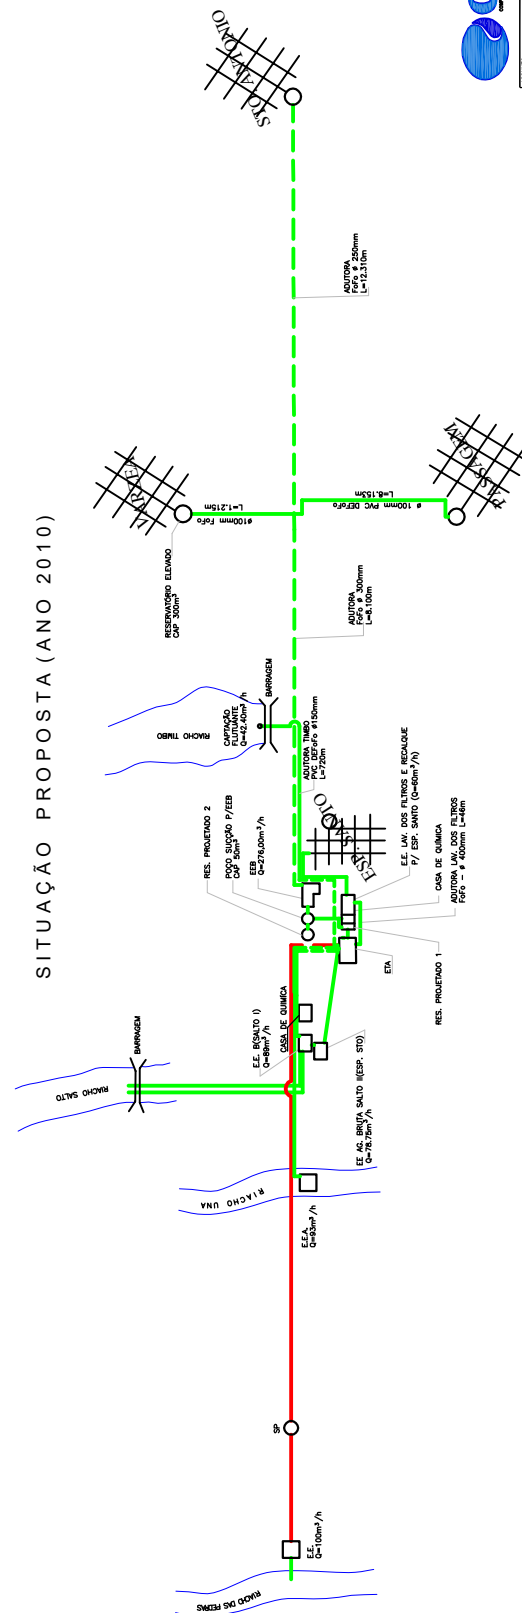 SITUAÇÃO PROPOSTA (ANO 2010)
RIACHO DAS PEDRAS
E.E.
Q=100m³/h
SP
RIACHO UNA
E.E.A.
Q=93m³/h
RIACHO SALTO
BARRAGEM
E.E. B(SALTO I)
Q=89m³/h
CASA DE QUÍMICA
EE AG. BRUTA SALTO II(ESP. STO)
Q=78.75m³/h
RES. PROJETADO 2
POÇO SUCÇÃO P/EEB
CAP 50m³
EEB
Q=276,00m³/h
ETA
RES. PROJETADO 1
ADUTORA LAV. DOS FILTROS
FoFo - ø 400mm L=46m
CASA DE QUÍMICA
E.E. LAV. DOS FILTROS E RECALQUE
P/ ESP. SANTO (Q=60m³/h)
ESP. SANTO
ADUTORA TIMBO
PVC DEFoFo ø150mm
L=720m
RIACHO TIMBO
CAPTAÇÃO
FLUTUANTE
Q=42.40m³/h
BARRAGEM
ADUTORA
FoFo ø 300mm
L=8.100m
RESERVATÓRIO ELEVADO
CAP 300m³
VARZEA
ø100mm FoFo
L=1.215m
ø 100mm PVC DEFoFo
L=8.153m
PASSAGEM
ADUTORA
FoFo ø 250mm
L=12.310m
STO. ANTONIO